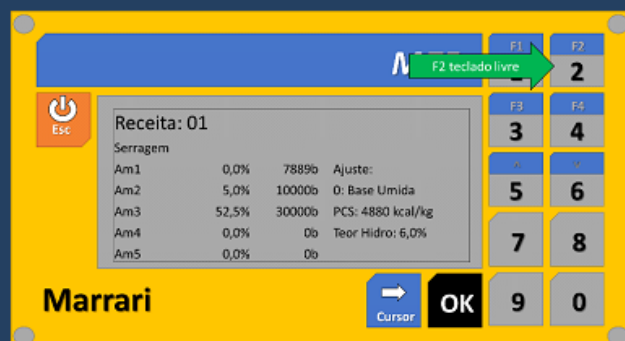 F2 teclado livre
F1
F2
2
Esc
F3
F4
3
4
5
6
7
8
9
0
Receita: 01
Serragem
Am1 0,0% 7889b Ajuste:
Am2 5,0% 10000b 0: Base Umida
Am3 52,5% 30000b PCS: 4880 kcal/kg
Am4 0,0% 0b Teor Hidro: 6,0%
Am5 0,0% 0b
Marrari
Cursor
OK